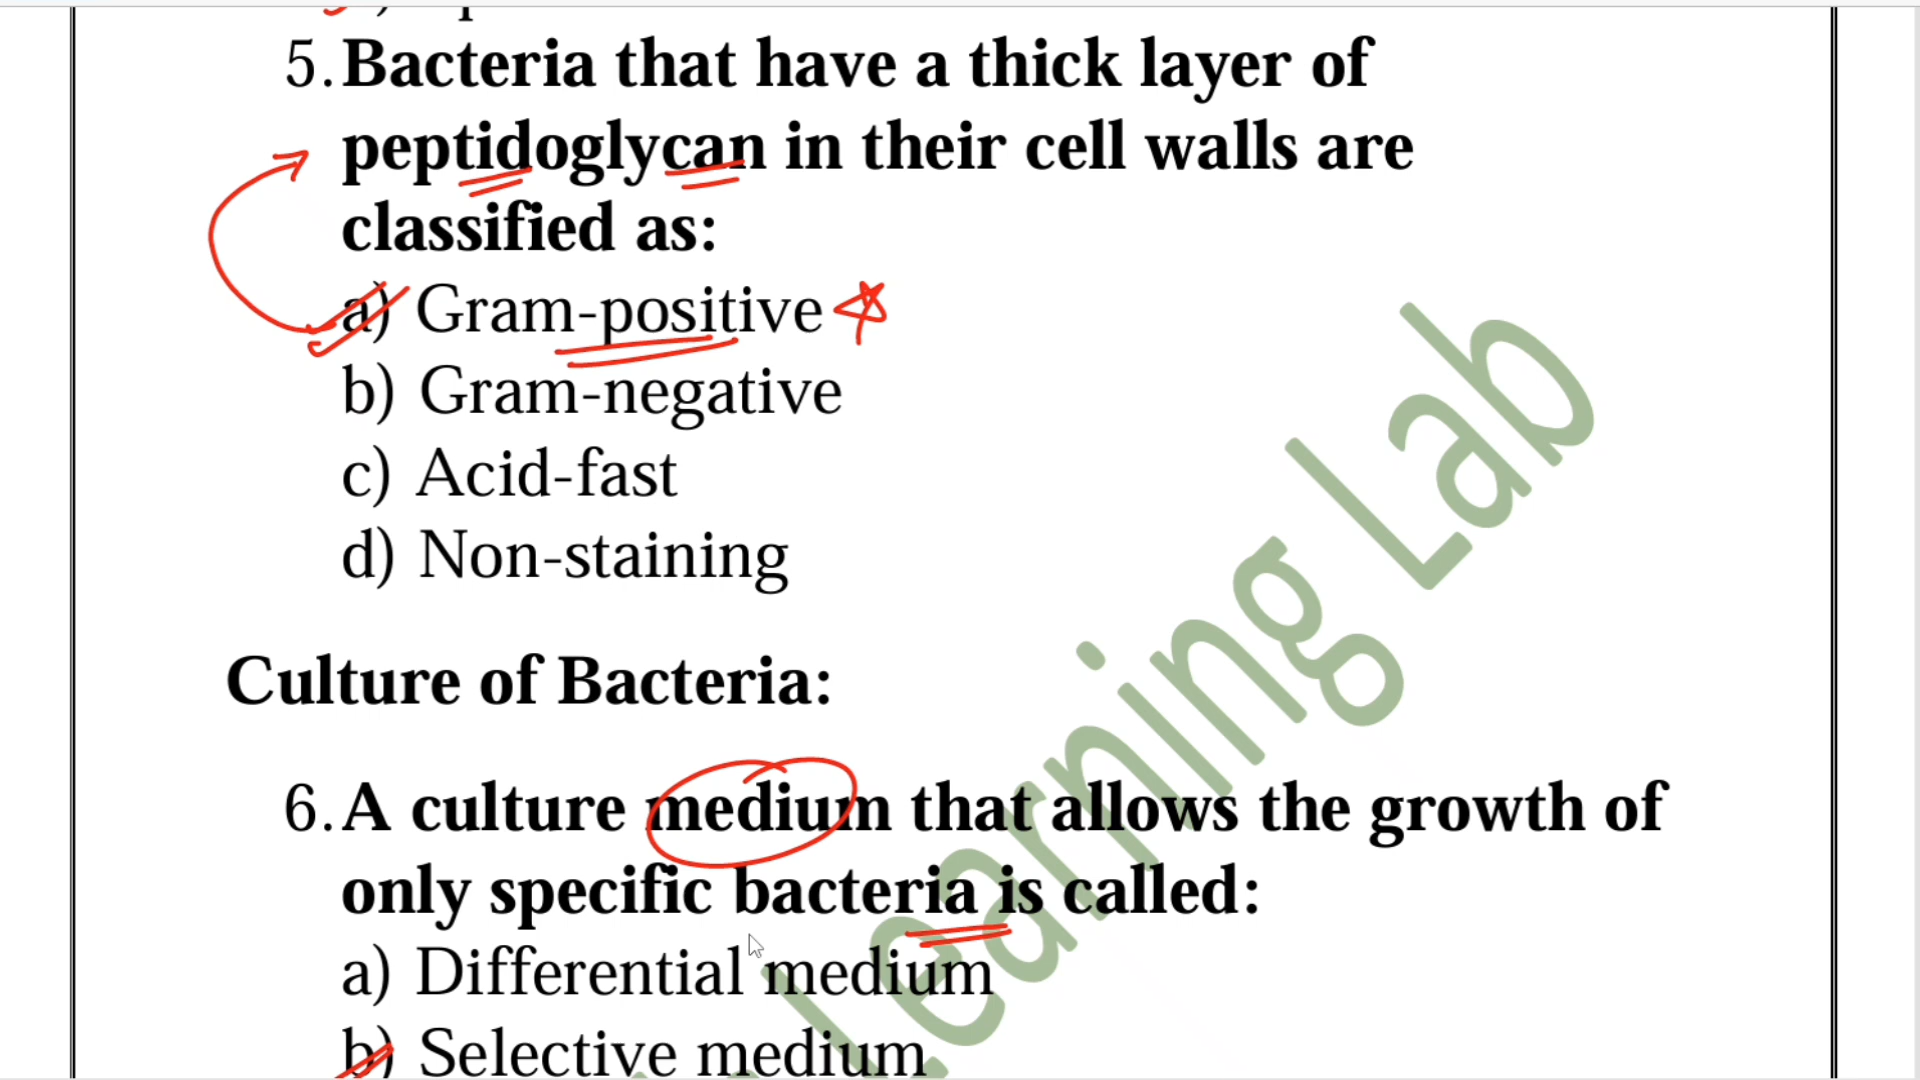 5. Bacteria that have a thick layer of
peptidoglycan in their cell walls are
classified as:
a) Gram-positive
b) Gram-negative
c) Acid-fast
d) Non-staining
Culture of Bacteria:
6. A culture medium that allows the growth of
only specific bacteria is called:
a) Differential medium
b) Selective medium
Learning Lab